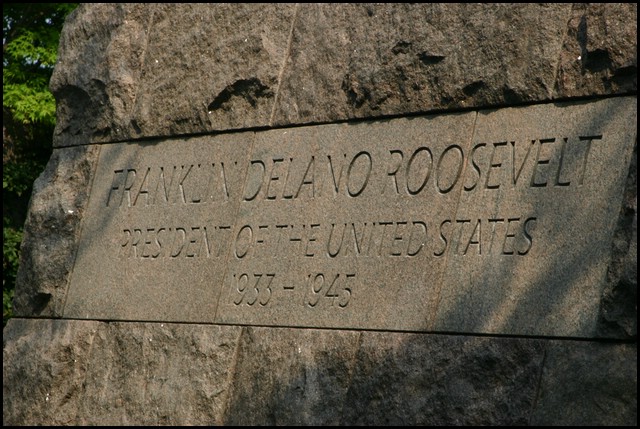 FRANKLIN DELANO ROOSEVELT
PRESIDENT OF THE UNITED STATES
1933 - 1945